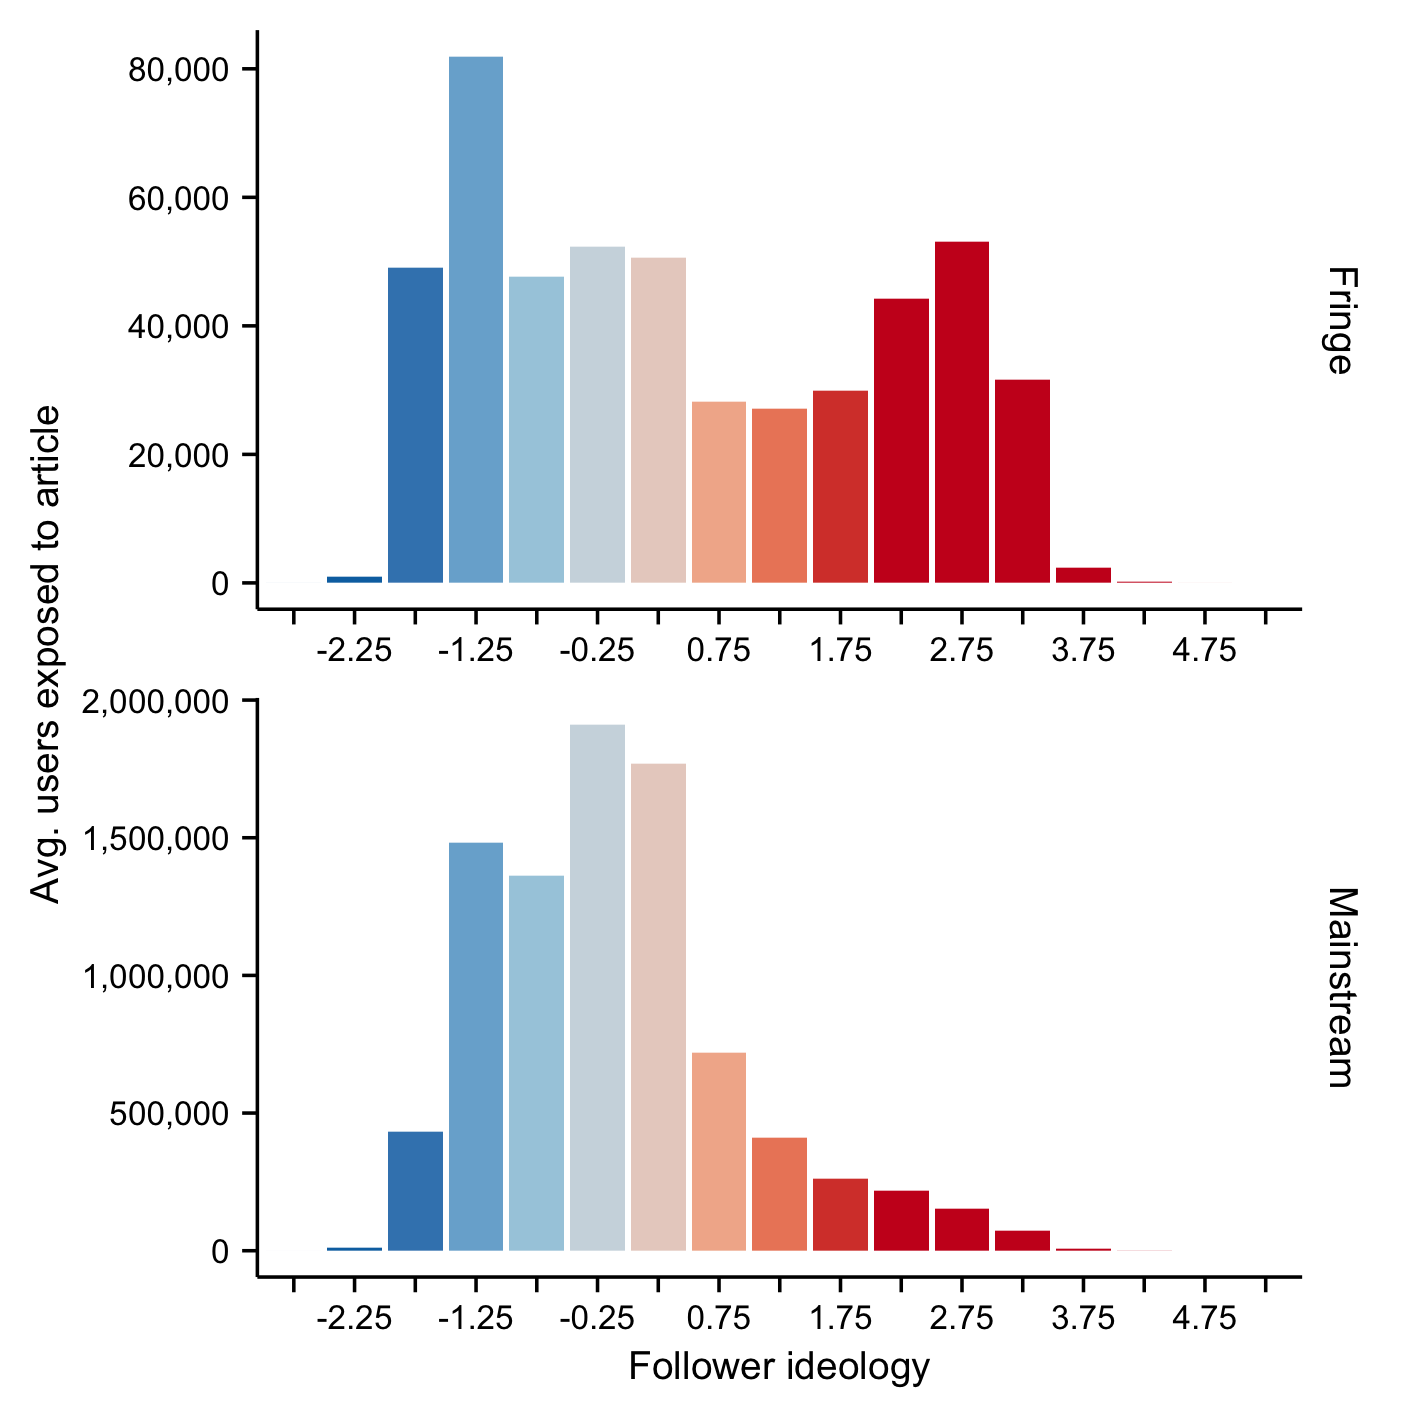 Avg. users exposed to article
80,000
60,000
40,000
20,000
0
-2.25 -1.25 -0.25 0.75 1.75 2.75 3.75 4.75
Fringe
2,000,000
1,500,000
1,000,000
500,000
0
-2.25 -1.25 -0.25 0.75 1.75 2.75 3.75 4.75
Mainstream
Follower ideology